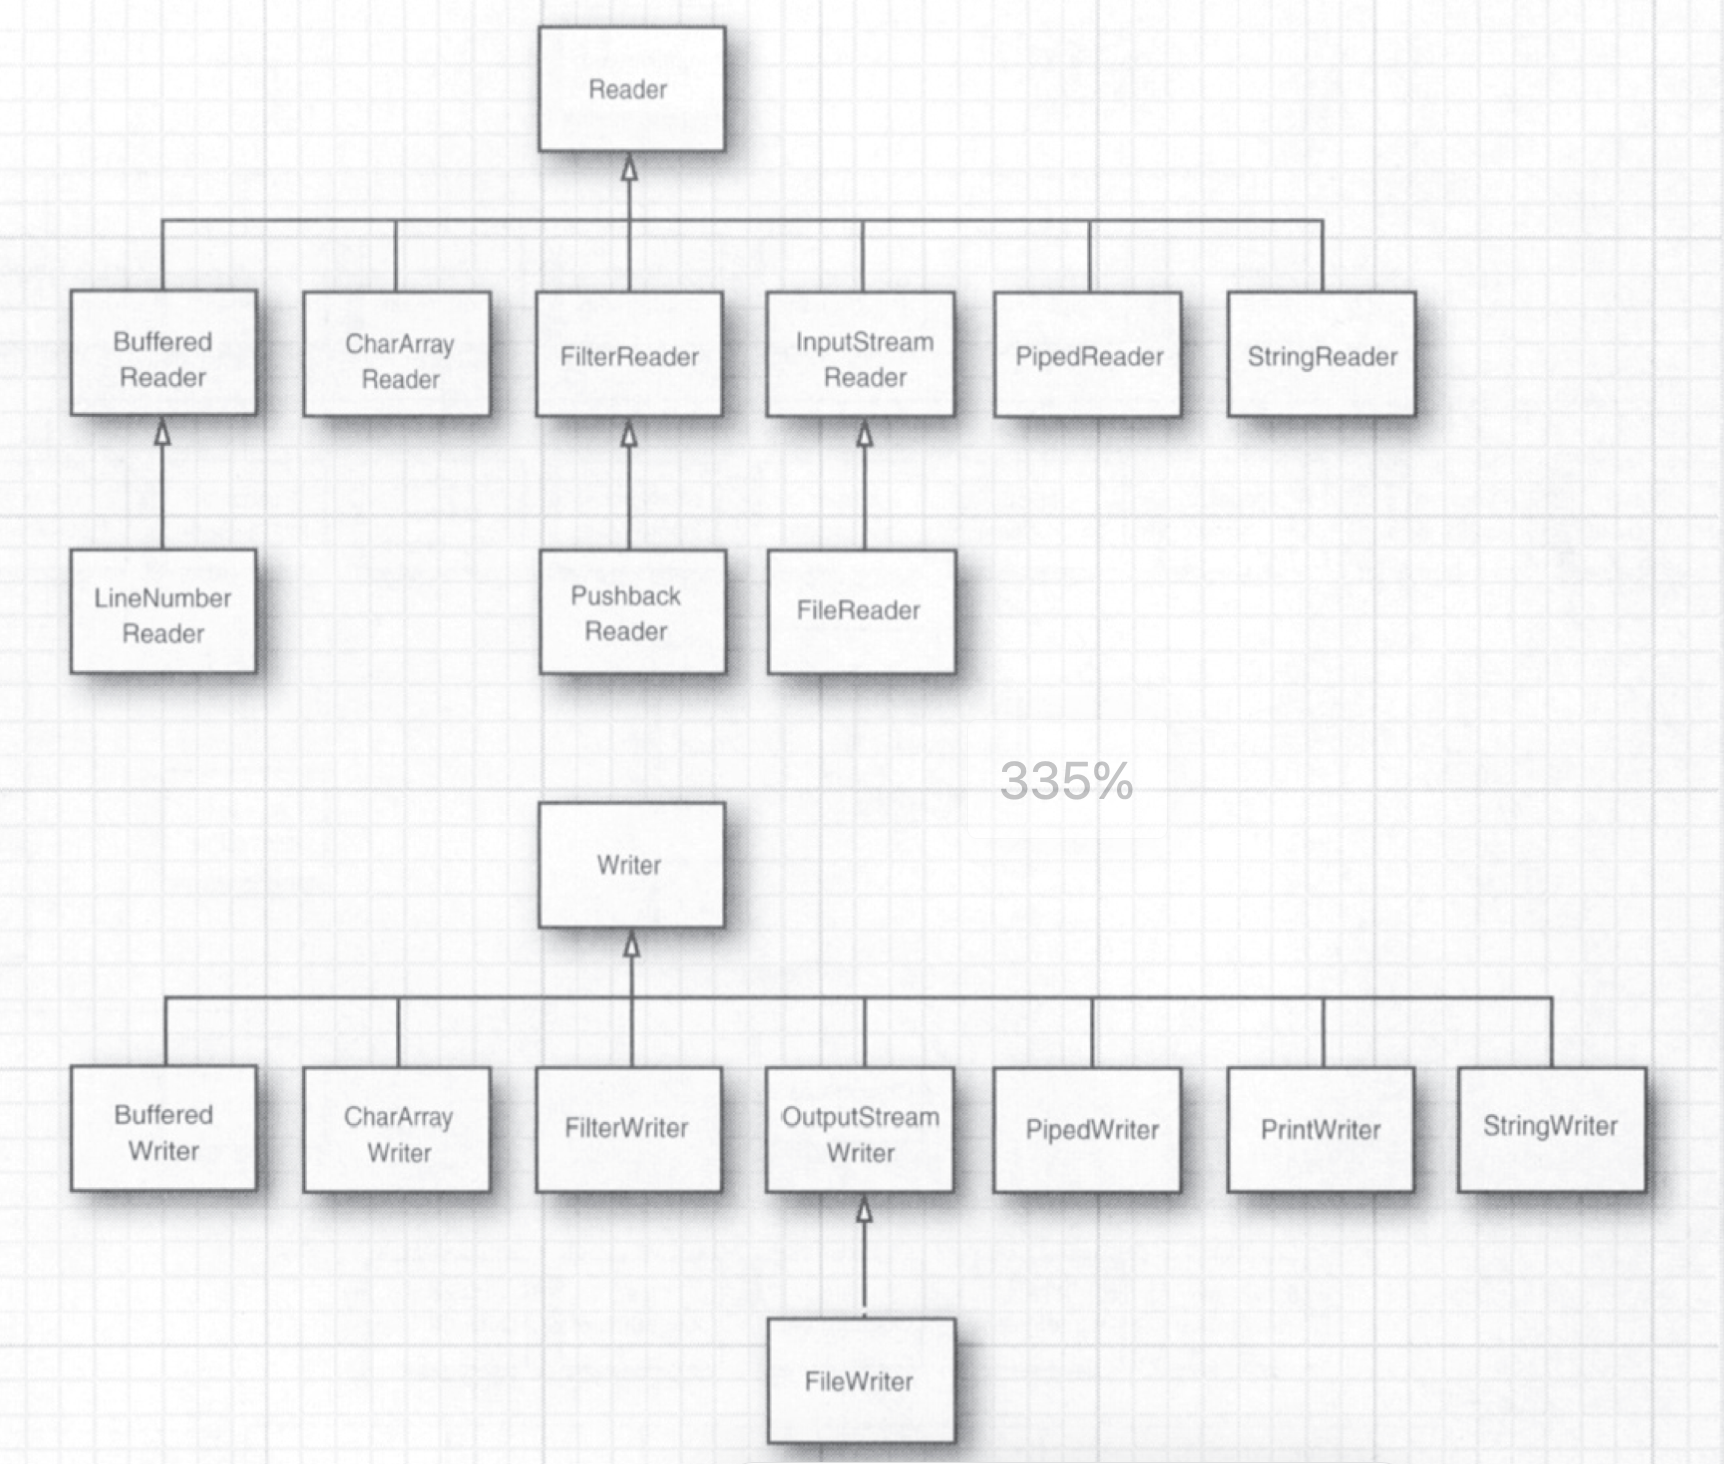 Reader
Buffered
Reader
CharArray
Reader
FilterReader
InputStream
Reader
PipedReader
StringReader
LineNumber
Reader
Pushback
Reader
FileReader
335%
Writer
Buffered
Writer
CharArray
Writer
FilterWriter
OutputStream
Writer
PipedWriter
PrintWriter
StringWriter
FileWriter